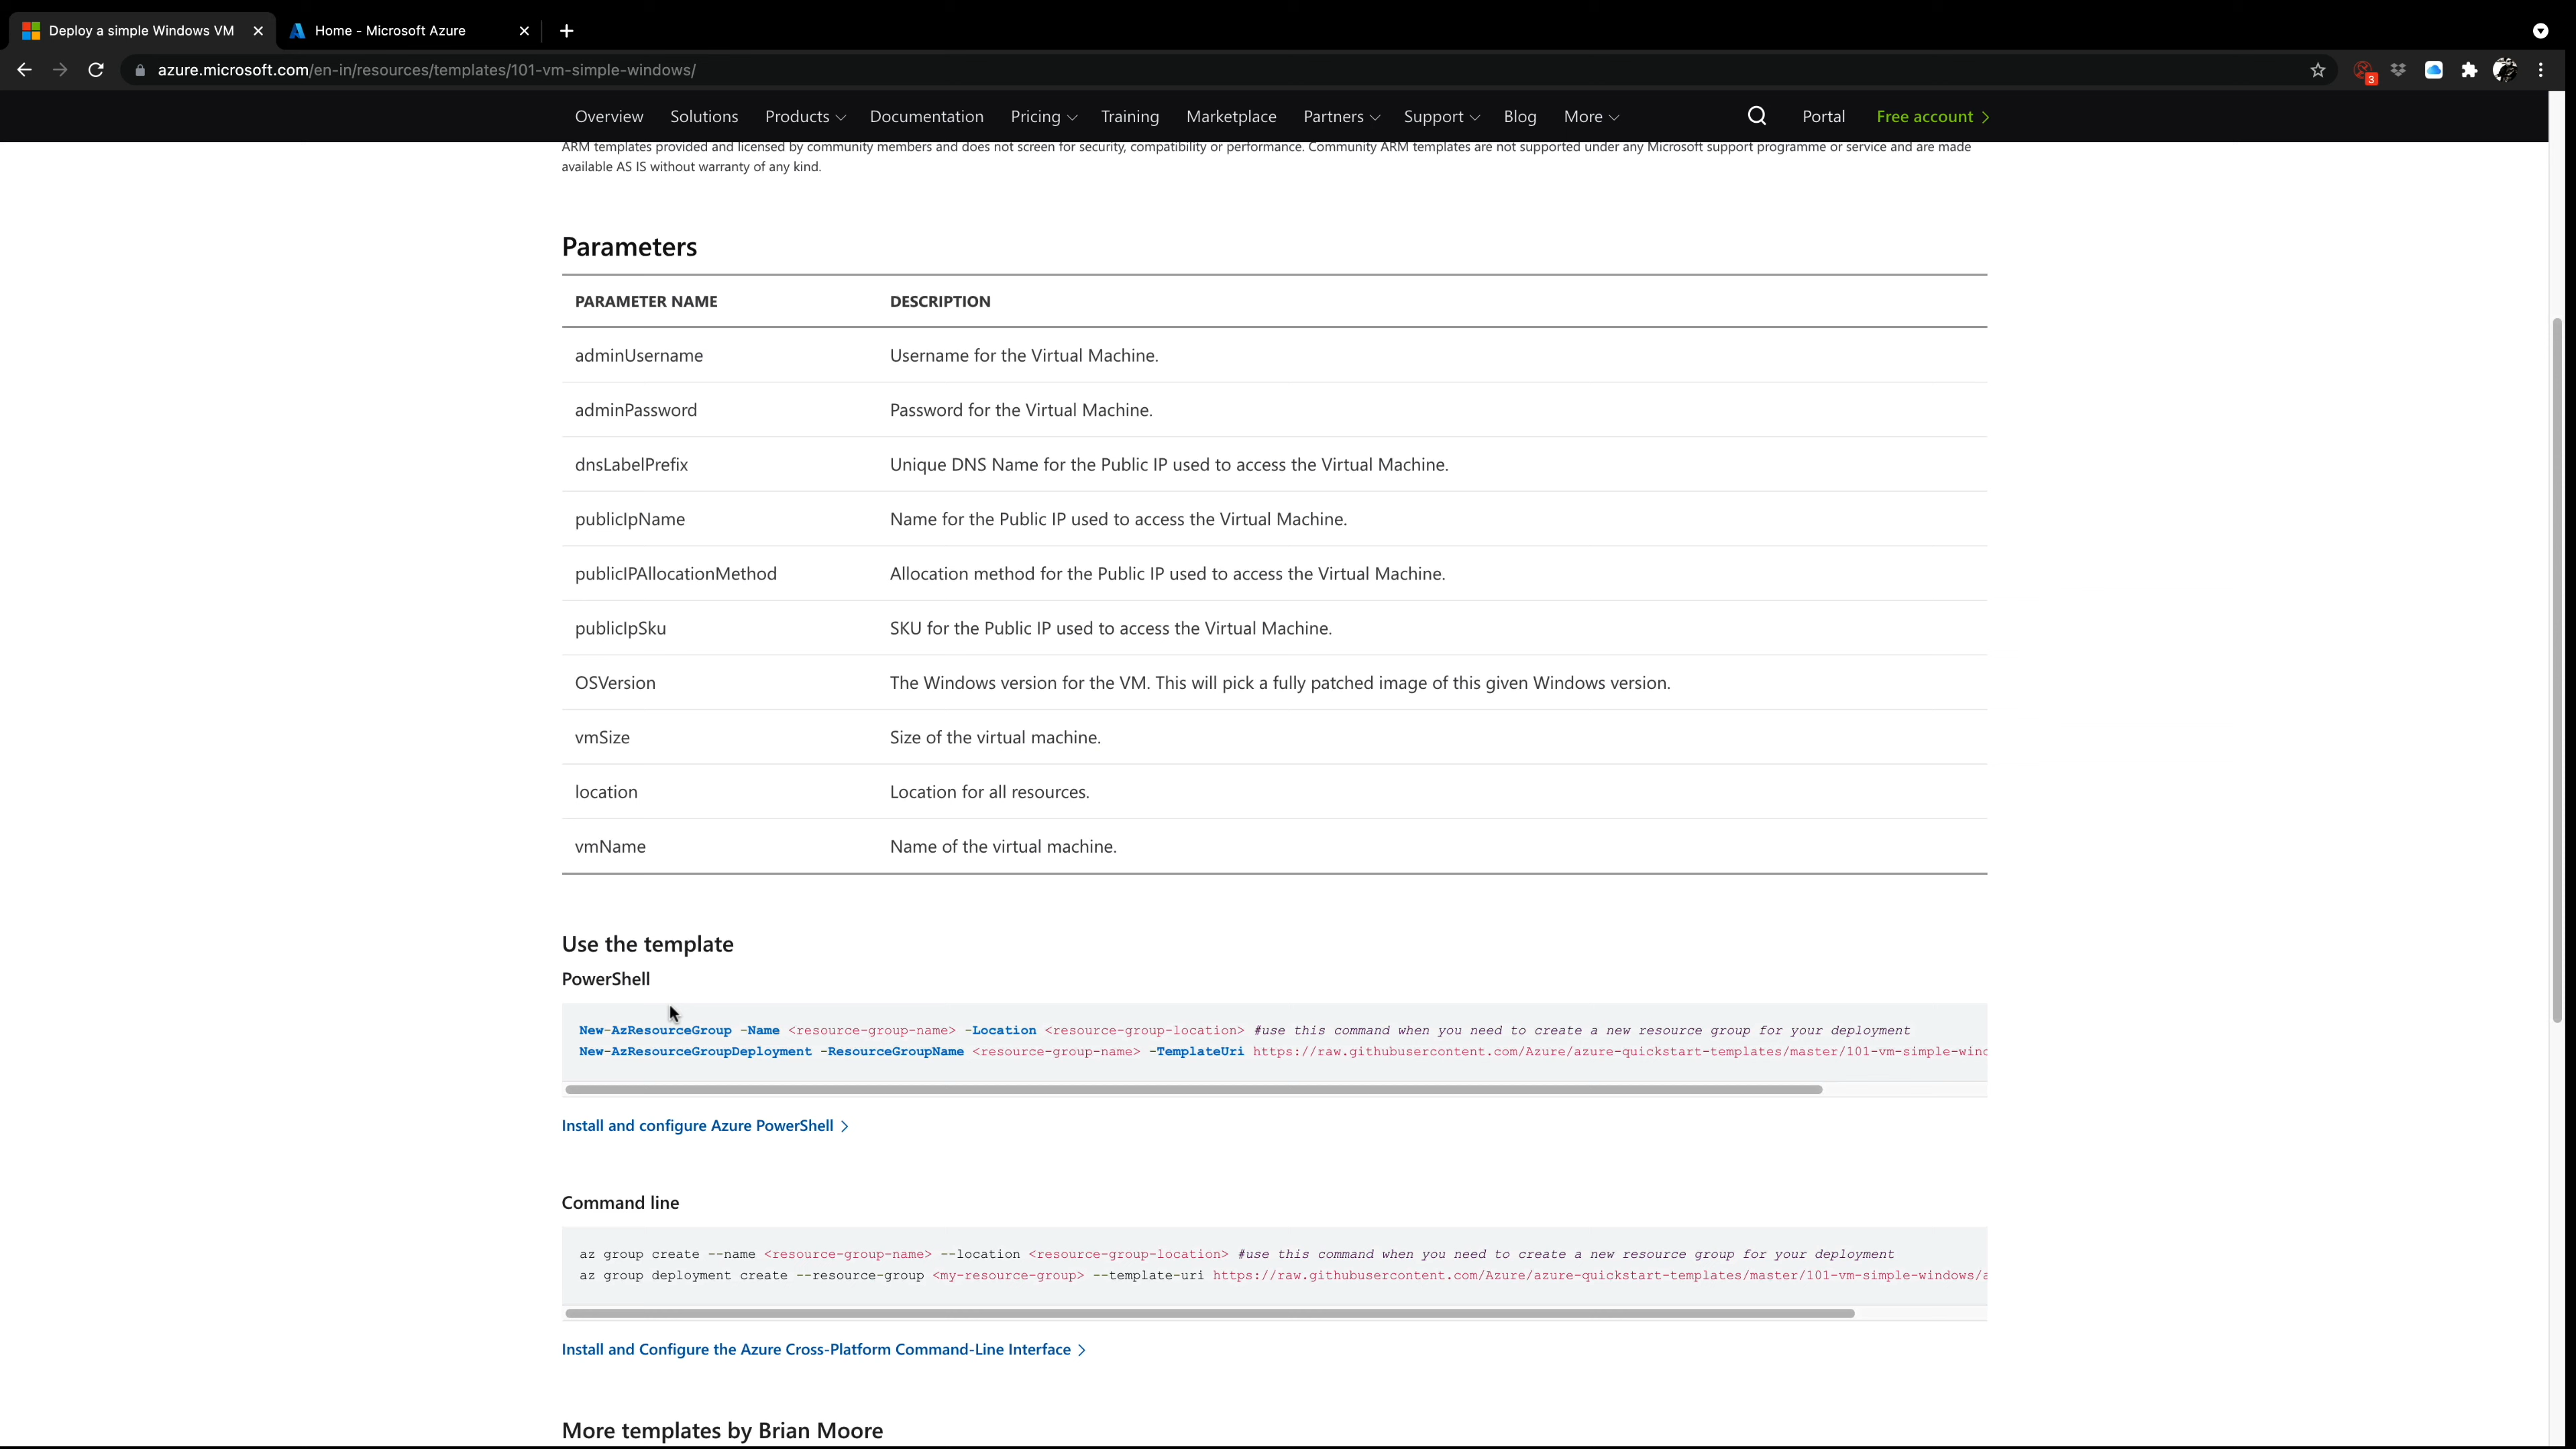 Deploy a simple Windows VM
Home - Microsoft Azure
azure.microsoft.com/en-in/resources/templates/101-vm-simple-windows/
3
Overview Solutions Products Documentation Pricing Training Marketplace Partners Support Blog More Portal Free account
ARM templates provided and licensed by community members and does not screen for security, compatibility or performance. Community ARM templates are not supported under any Microsoft support programme or service and are made
available AS IS without warranty of any kind.
Parameters
PARAMETER NAME DESCRIPTION
adminUsername Username for the Virtual Machine.
adminPassword Password for the Virtual Machine.
dnsLabelPrefix Unique DNS Name for the Public IP used to access the Virtual Machine.
publicIpName Name for the Public IP used to access the Virtual Machine.
publicIPAllocationMethod Allocation method for the Public IP used to access the Virtual Machine.
publicIpSku SKU for the Public IP used to access the Virtual Machine.
OSVersion The Windows version for the VM. This will pick a fully patched image of this given Windows version.
vmSize Size of the virtual machine.
location Location for all resources.
vmName Name of the virtual machine.
Use the template
PowerShell
New-AzResourceGroup -Name <resource-group-name> -Location <resource-group-location> #use this command when you need to create a new resource group for your deployment
New-AzResourceGroupDeployment -ResourceGroupName <resource-group-name> -TemplateUri https://raw.githubusercontent.com/Azure/azure-quickstart-templates/master/101-vm-simple-wind
Install and configure Azure PowerShell
Command line
az group create --name <resource-group-name> --location <resource-group-location> #use this command when you need to create a new resource group for your deployment
az group deployment create --resource-group <my-resource-group> --template-uri https://raw.githubusercontent.com/Azure/azure-quickstart-templates/master/101-vm-simple-windows/a
Install and Configure the Azure Cross-Platform Command-Line Interface
More templates by Brian Moore